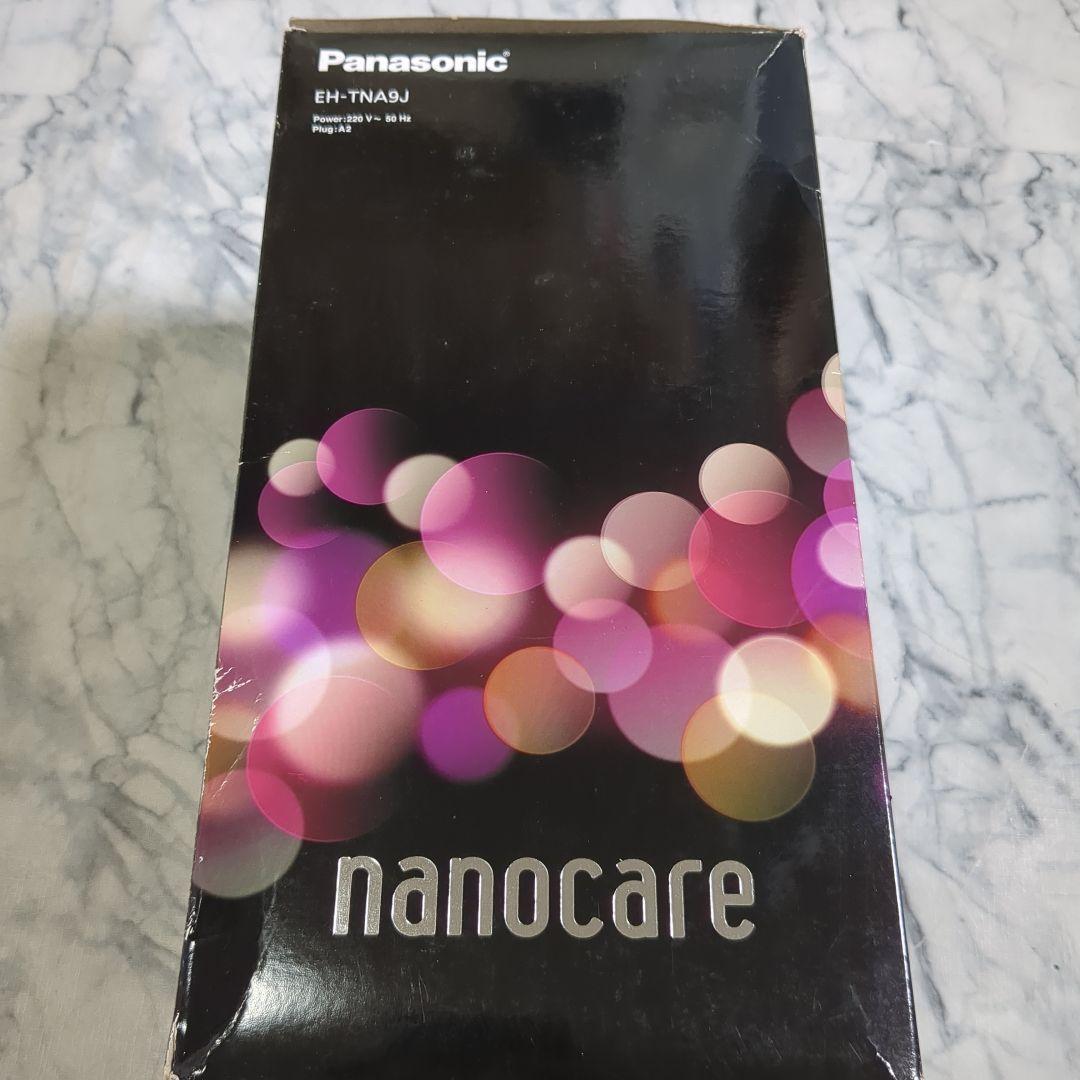 Panasonic®
EH-TNA9J
Power:220 V~ 50 Hz
Plug:A2
nanocare